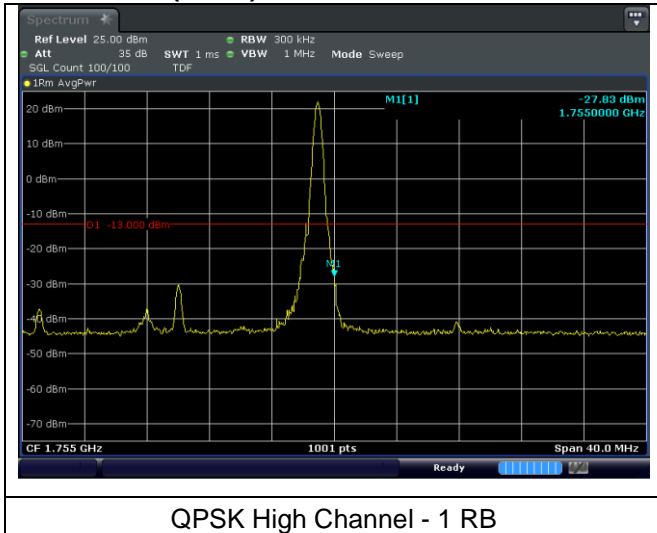 Spectrum
Ref Level 25.00 dBm RBW 300 kHz
Att 35 dB SWT 1 ms VBW 1 MHz Mode Sweep
SGL Count 100/100 TDF
1Rm AvgPwr
M1[1] -27.83 dBm
1.7550000 GHz
20 dBm
10 dBm
0 dBm
-10 dBm
D1 -13.000 dBm
-20 dBm
M1
-30 dBm
-40 dBm
-50 dBm
-60 dBm
-70 dBm
CF 1.755 GHz 1001 pts Span 40.0 MHz
Ready
QPSK High Channel - 1 RB